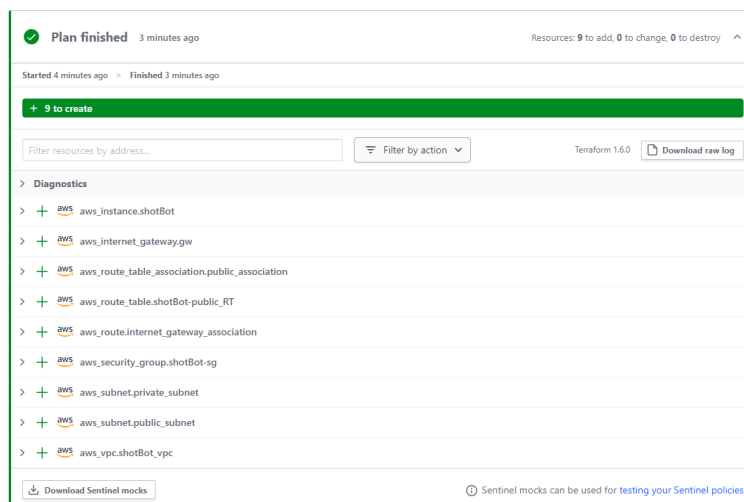 Plan finished 3 minutes ago Resources: 9 to add, 0 to change, 0 to destroy
Started 4 minutes ago > Finished 3 minutes ago
+ 9 to create
Filter resources by address... Filter by action Terraform 1.6.0 Download raw log
Diagnostics
aws aws_instance.shotBot
aws aws_internet_gateway.gw
aws aws_route_table_association.public_association
aws aws_route_table.shotBot-public_RT
aws aws_route.internet_gateway_association
aws aws_security_group.shotBot-sg
aws aws_subnet.private_subnet
aws aws_subnet.public_subnet
aws aws_vpc.shotBot_vpc
Download Sentinel mocks Sentinel mocks can be used for testing your Sentinel policies